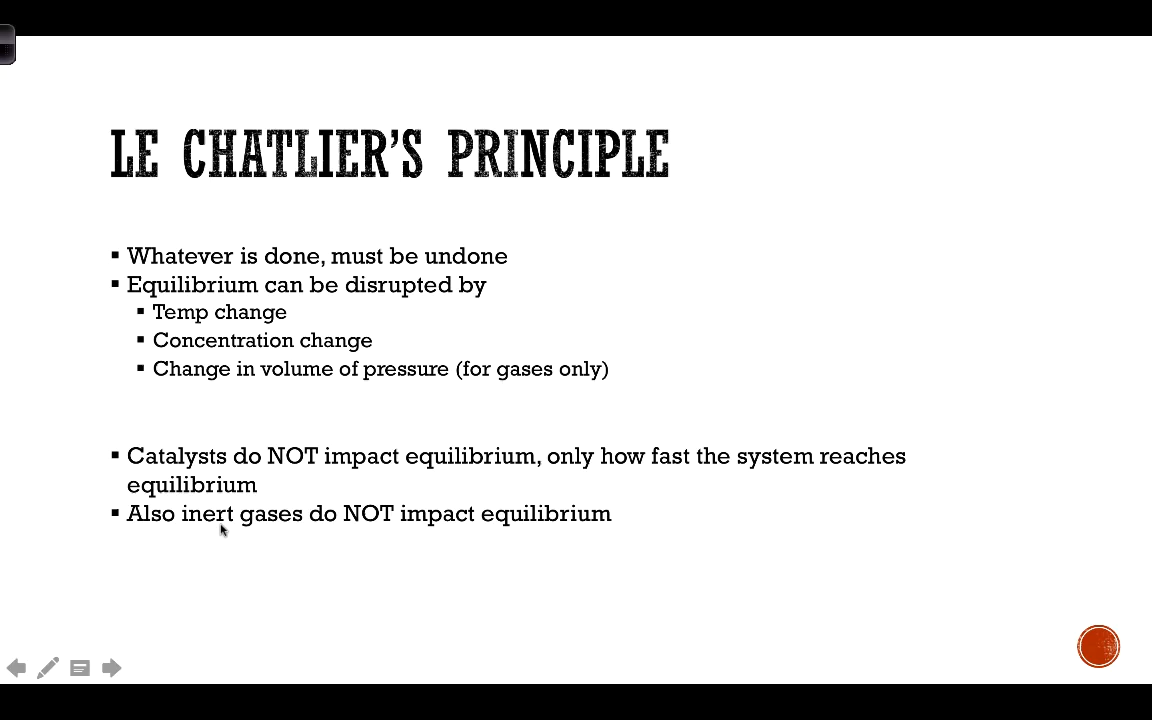 LE CHATLIER'S PRINCIPLE
▪ Whatever is done, must be undone
▪ Equilibrium can be disrupted by
▪ Temp change
▪ Concentration change
▪ Change in volume of pressure (for gases only)
▪ Catalysts do NOT impact equilibrium, only how fast the system reaches
equilibrium
▪ Also inert gases do NOT impact equilibrium